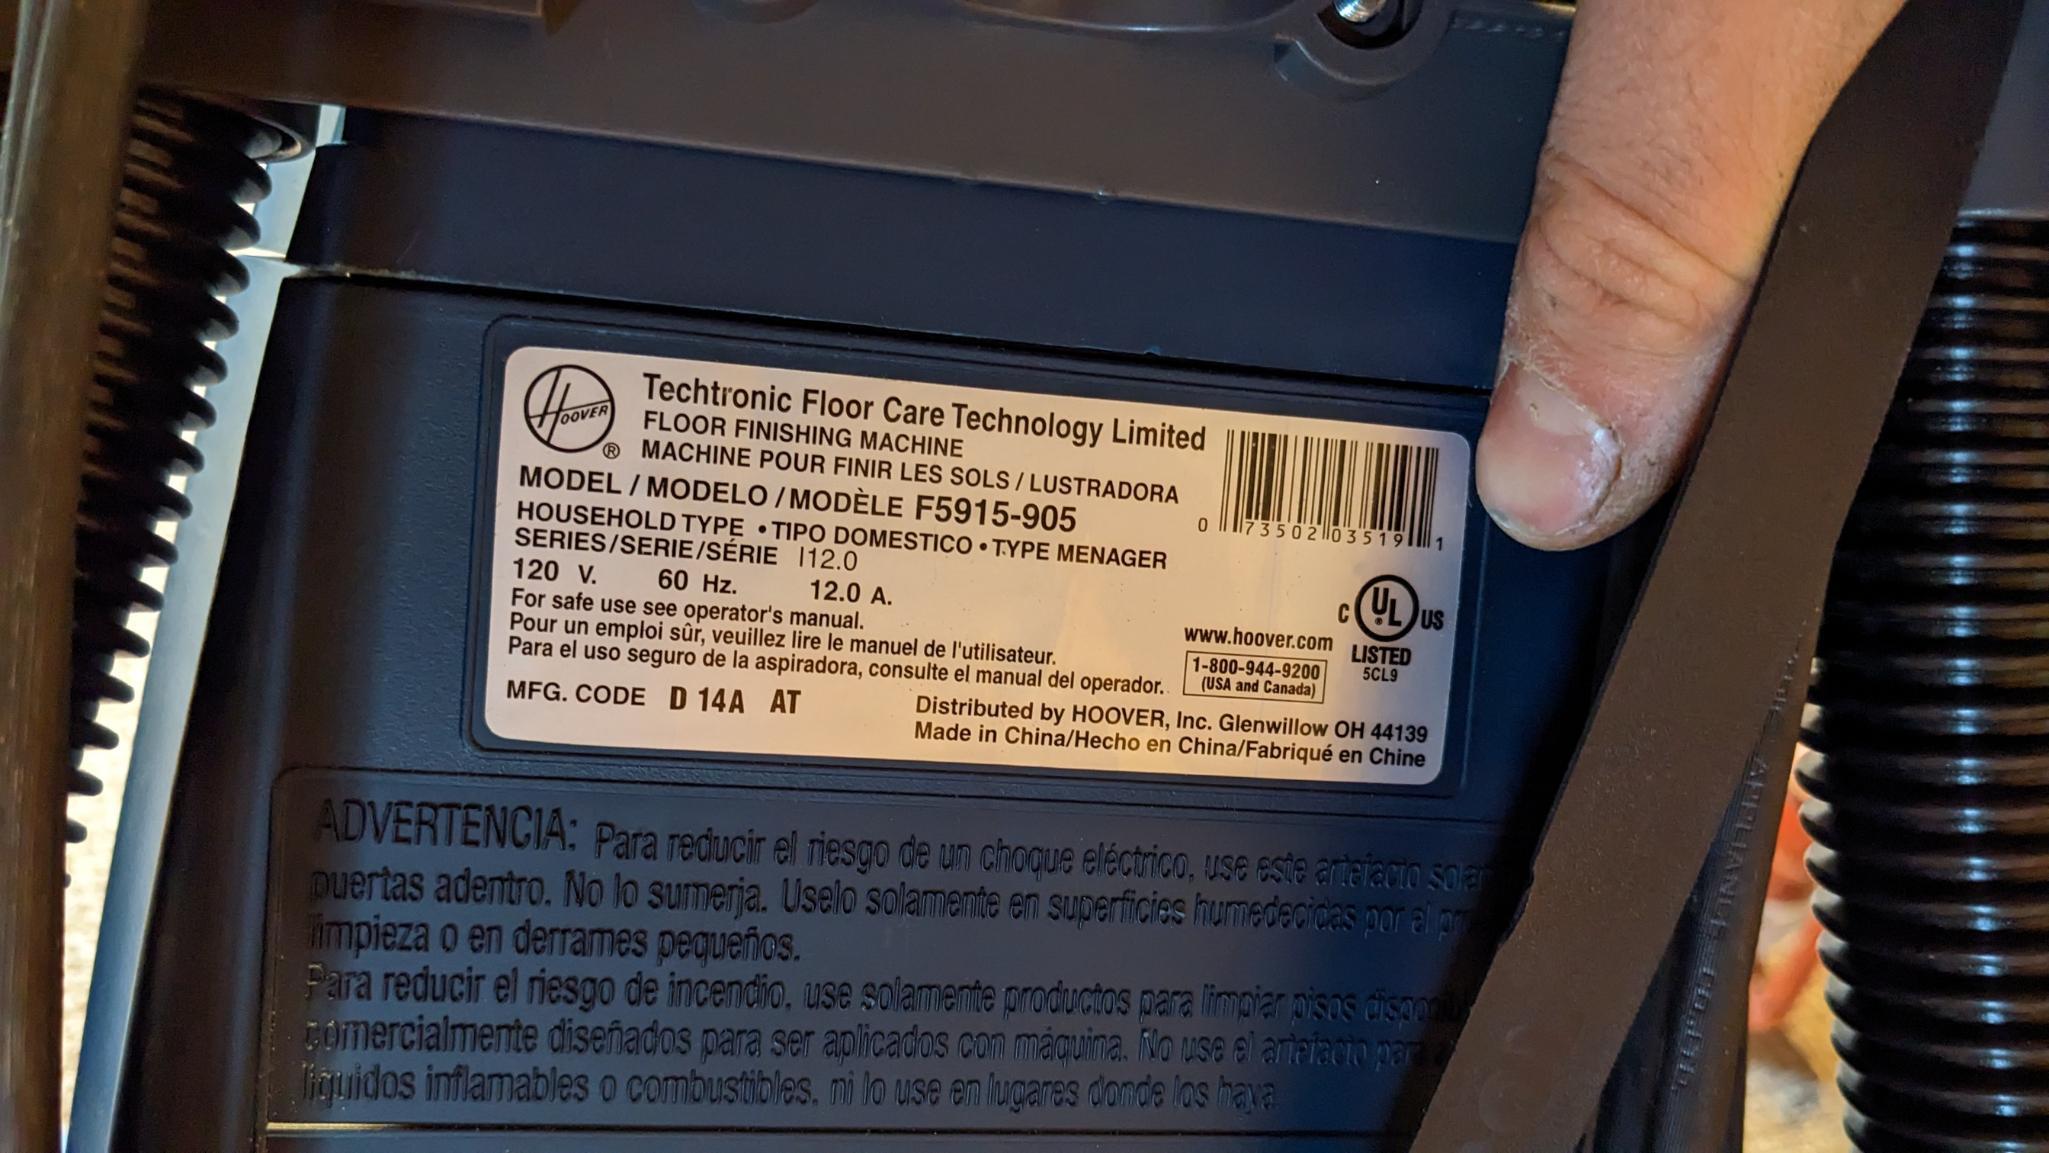 HOOVER
®
Techtronic Floor Care Technology Limited
FLOOR FINISHING MACHINE
MACHINE POUR FINIR LES SOLS / LUSTRADORA
MODEL / MODELO / MODÈLE F5915-905
HOUSEHOLD TYPE • TIPO DOMESTICO • TYPE MENAGER
SERIES/SERIE/SÉRIE I12.0
120 V. 60 Hz. 12.0 A.
For safe use see operator's manual.
Pour un emploi sûr, veuillez lire le manuel de l'utilisateur.
Para el uso seguro de la aspiradora, consulte el manual del operador.
MFG. CODE D 14A AT
0 73502 03519 1
C UL ® US
LISTED
5CL9
www.hoover.com
1-800-944-9200
(USA and Canada)
Distributed by HOOVER, Inc. Glenwillow OH 44139
Made in China/Hecho en China/Fabriqué en Chine
ADVERTENCIA: Para reducir el riesgo de un choque eléctrico, use este artefacto
puertas adentro. No lo sumerja. Uselo solamente en superficies humedecidas por el
limpieza o en derrames pequeños.
Para reducir el riesgo de incendio, use solamente productos para limpiar pisos
comercialmente diseñados para ser aplicados con máquina. No use el artefacto
líquidos inflamables o combustibles, ni lo use en lugares donde los haya